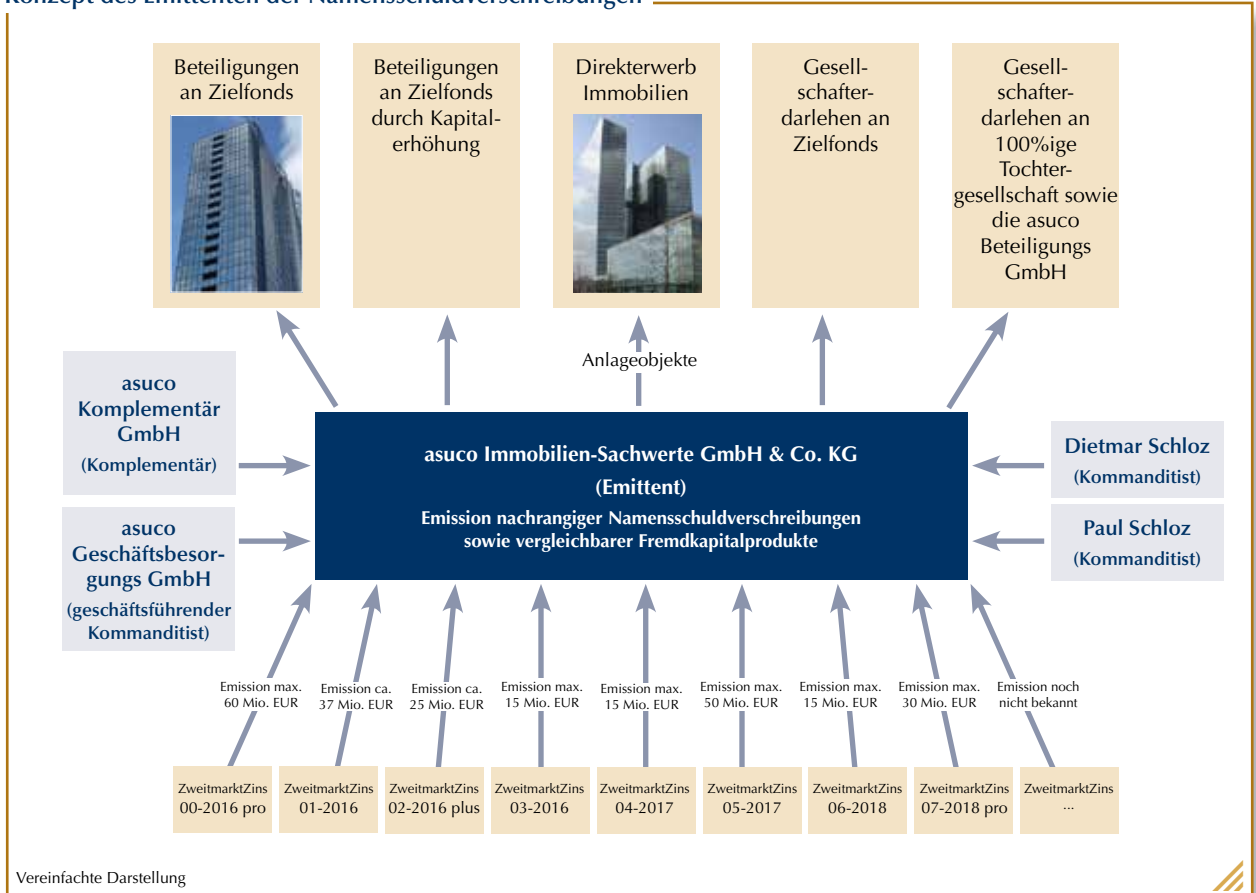 Konzept des Emittenten der Namensschuldverschreibungen
Beteiligungen
an Zielfonds
Beteiligungen
an Zielfonds
durch Kapital-
erhöhung
Direkterwerb
Immobilien
Gesell-
schafter-
darlehen an
Zielfonds
Gesell-
schafter-
darlehen an
100%ige
Tochter-
gesellschaft sowie
die asuco
Beteiligungs
GmbH
Anlageobjekte
asuco
Komplementär
GmbH
(Komplementär)
asuco
Geschäftsbesor-
gungs GmbH
(geschäftsführender
Kommanditist)
asuco Immobilien-Sachwerte GmbH & Co. KG
(Emittent)
Emission nachrangiger Namensschuldverschreibungen
sowie vergleichbarer Fremdkapitalprodukte
Dietmar Schloz
(Kommanditist)
Paul Schloz
(Kommanditist)
Emission max.
60 Mio. EUR
Emission ca.
37 Mio. EUR
Emission ca.
25 Mio. EUR
Emission max.
15 Mio. EUR
Emission max.
15 Mio. EUR
Emission max.
50 Mio. EUR
Emission max.
15 Mio. EUR
Emission max.
30 Mio. EUR
Emission noch
nicht bekannt
ZweitmarktZins
00-2016 pro
ZweitmarktZins
01-2016
ZweitmarktZins
02-2016 plus
ZweitmarktZins
03-2016
ZweitmarktZins
04-2017
ZweitmarktZins
05-2017
ZweitmarktZins
06-2018
ZweitmarktZins
07-2018 pro
ZweitmarktZins
...
Vereinfachte Darstellung